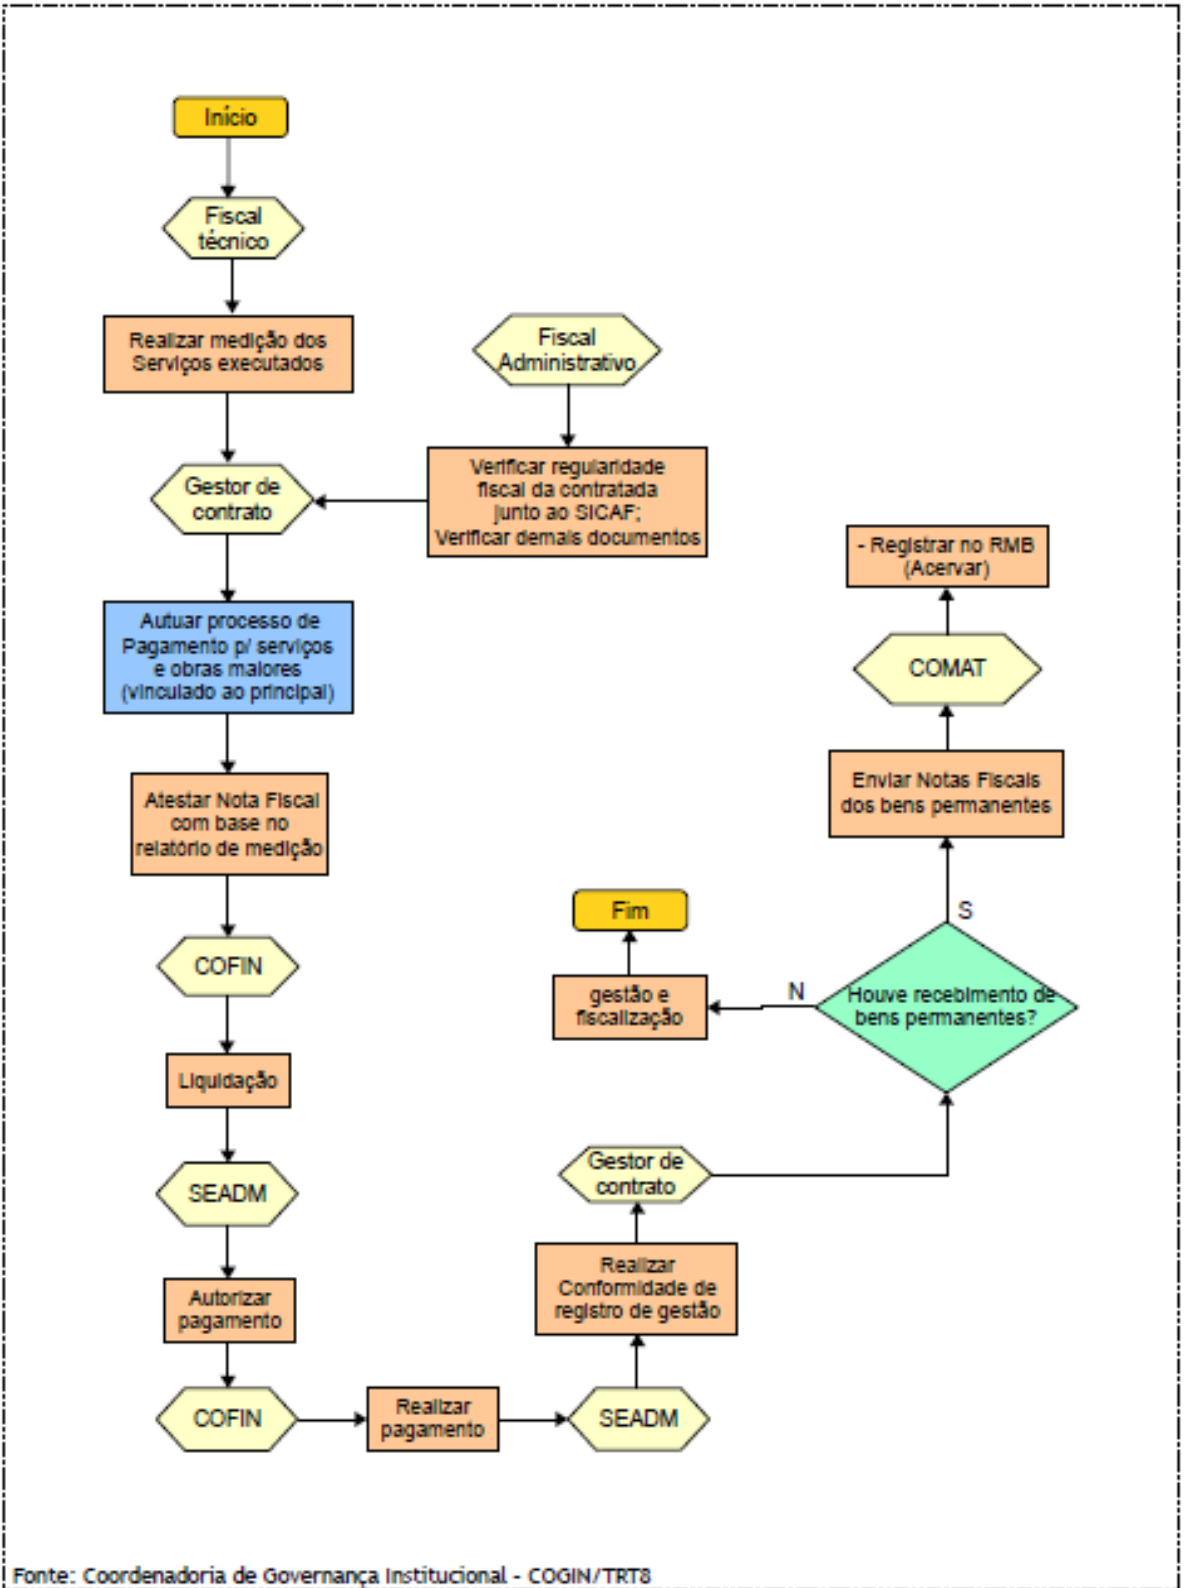 Início
Fiscal
técnico
Realizar medição dos
Serviços executados
Fiscal
Administrativo
Verificar regularidade
fiscal da contratada
junto ao SICAF;
Verificar demais documentos
Gestor de
contrato
Autuar processo de
Pagamento p/ serviços
e obras maiores
(vinculado ao principal)
Atestar Nota Fiscal
com base no
relatório de medição
COFIN
Liquidação
SEADM
Autorizar
pagamento
COFIN
Realizar
pagamento
SEADM
Realizar
Conformidade de
registro de gestão
Gestor de
contrato
Houve recebimento de
bens permanentes?
N
gestão e
fiscalização
Fim
S
Enviar Notas Fiscais
dos bens permanentes
COMAT
- Registrar no RMB
(Acervar)
Fonte: Coordenadoria de Governança Institucional - COGIN/TRT8